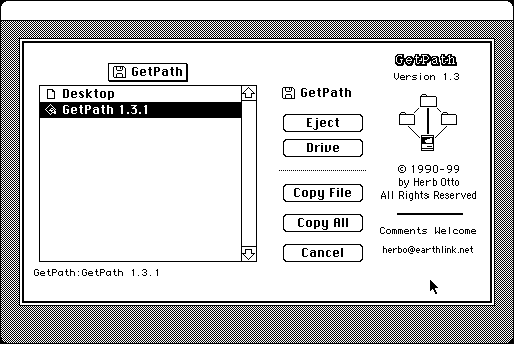 GetPath
Desktop
GetPath 1.3.1
GetPath:GetPath 1.3.1
GetPath
Eject
Drive
Copy File
Copy All
Cancel
GetPath
Version 1.3
© 1990-99
by Herb Otto
All Rights Reserved
Comments Welcome
herbo@earthlink.net